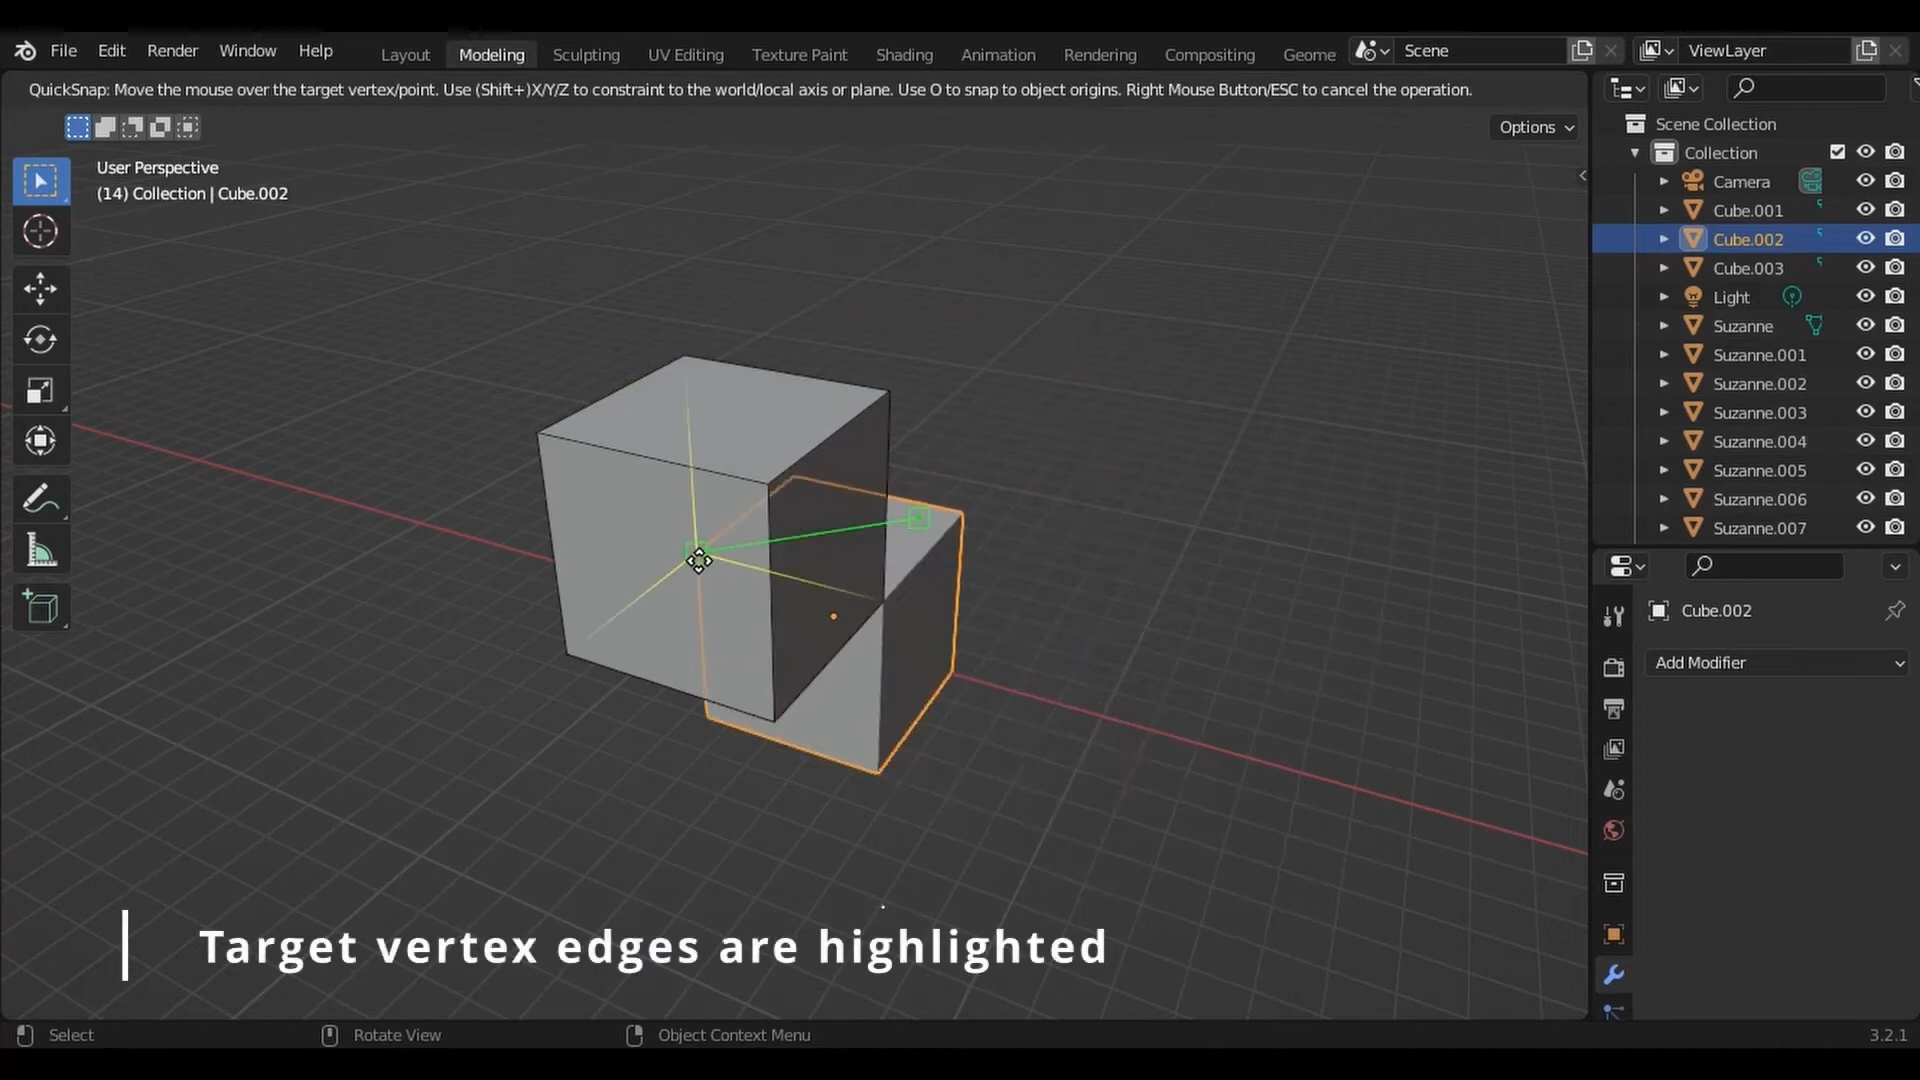 File Edit Render Window Help Layout Modeling Sculpting UV Editing Texture Paint Shading Animation Rendering Compositing Geome Scene ViewLayer
QuickSnap: Move the mouse over the target vertex/point. Use (Shift+)X/Y/Z to constraint to the world/local axis or plane. Use O to snap to object origins. Right Mouse Button/ESC to cancel the operation.
Options
User Perspective
(14) Collection | Cube.002
Scene Collection
Collection
Camera
Cube.001
Cube.002
Cube.003
Light
Suzanne
Suzanne.001
Suzanne.002
Suzanne.003
Suzanne.004
Suzanne.005
Suzanne.006
Suzanne.007
Cube.002
Add Modifier
Target vertex edges are highlighted
Select Rotate View Object Context Menu 3.2.1